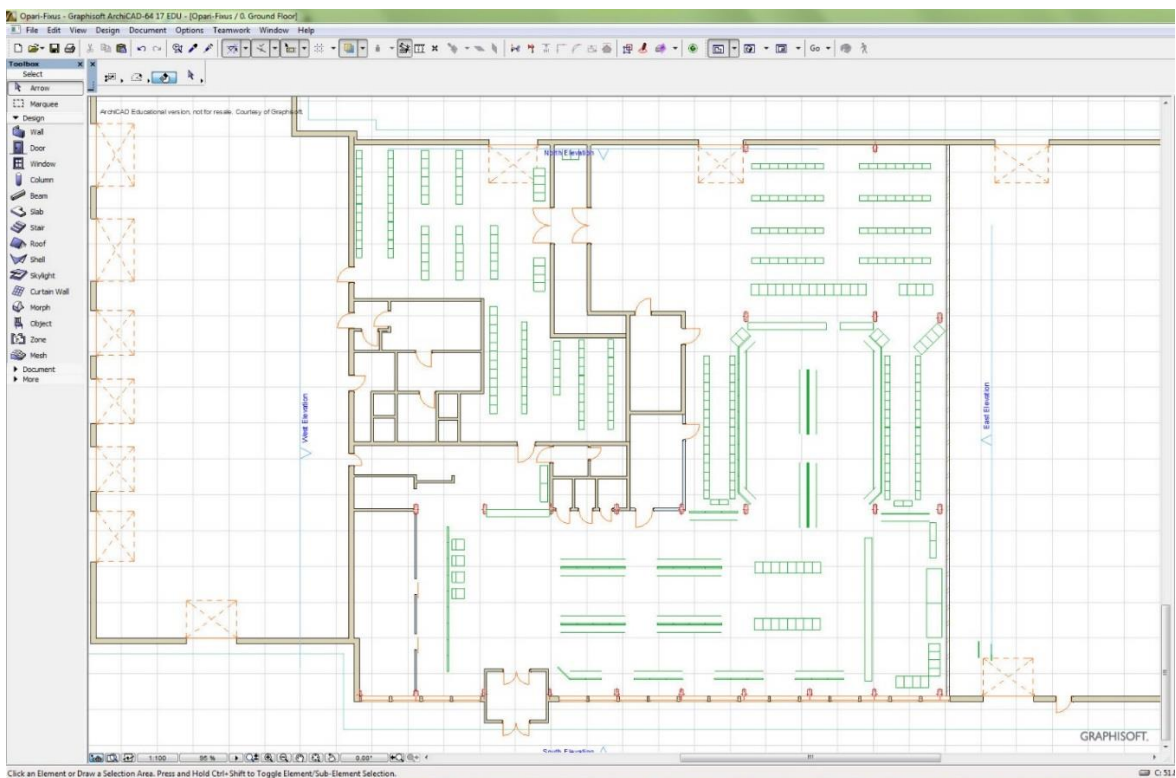 Opari-Fixus - Graphisoft ArchiCAD-64 17 EDU - [Opari-Fixus / 0. Ground Floor]
File Edit View Design Document Options Teamwork Window Help
Go
Toolbox
Select
Arrow
Marquee
Design
Wall
Door
Window
Column
Beam
Slab
Stair
Roof
Shell
Skylight
Curtain Wall
Morph
Object
Zone
Mesh
Document
More
ArchiCAD Educational version, not for resale. Courtesy of Graphisoft.
North Elevation
West Elevation
East Elevation
South Elevation
GRAPHISOFT.
1:100 95 % 0.00°
Click an Element or Draw a Selection Area. Press and Hold Ctrl+Shift to Toggle Element/Sub-Element Selection.